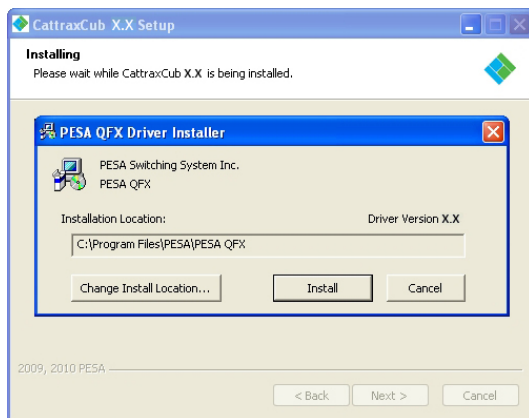 CattraxCub X.X Setup
Installing
Please wait while CattraxCub X.X is being installed.
PESA QFX Driver Installer
PESA Switching System Inc.
PESA QFX
Installation Location:
Driver Version X.X
C:\Program Files\PESA\PESA QFX
Change Install Location...
Install
Cancel
2009, 2010 PESA
< Back
Next >
Cancel